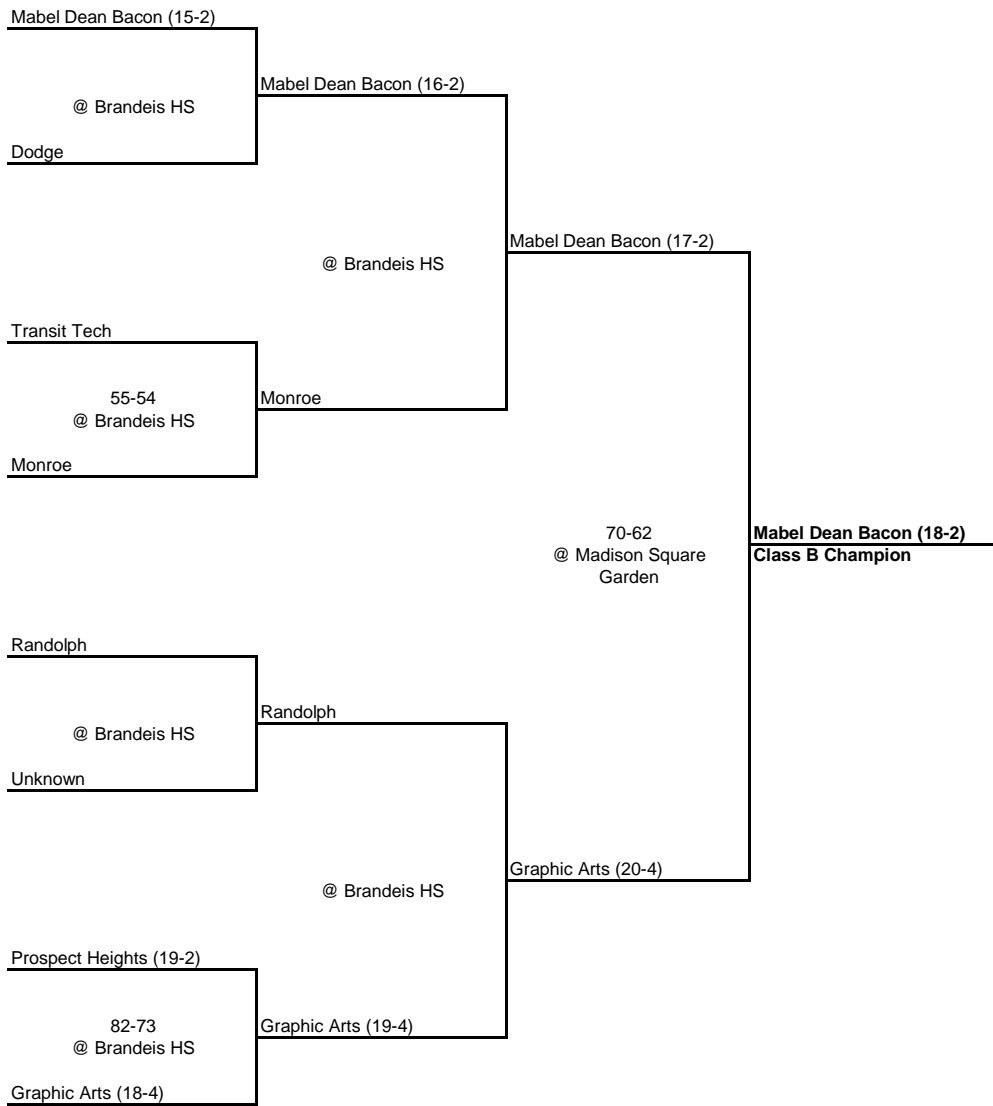 Mabel Dean Bacon (15-2)
Mabel Dean Bacon (16-2)
@ Brandeis HS
Dodge
Mabel Dean Bacon (17-2)
@ Brandeis HS
Transit Tech
55-54
@ Brandeis HS
Monroe
Monroe
70-62
@ Madison Square
Garden
Mabel Dean Bacon (18-2)
Class B Champion
Randolph
Randolph
@ Brandeis HS
Unknown
Graphic Arts (20-4)
@ Brandeis HS
Prospect Heights (19-2)
82-73
@ Brandeis HS
Graphic Arts (19-4)
Graphic Arts (18-4)